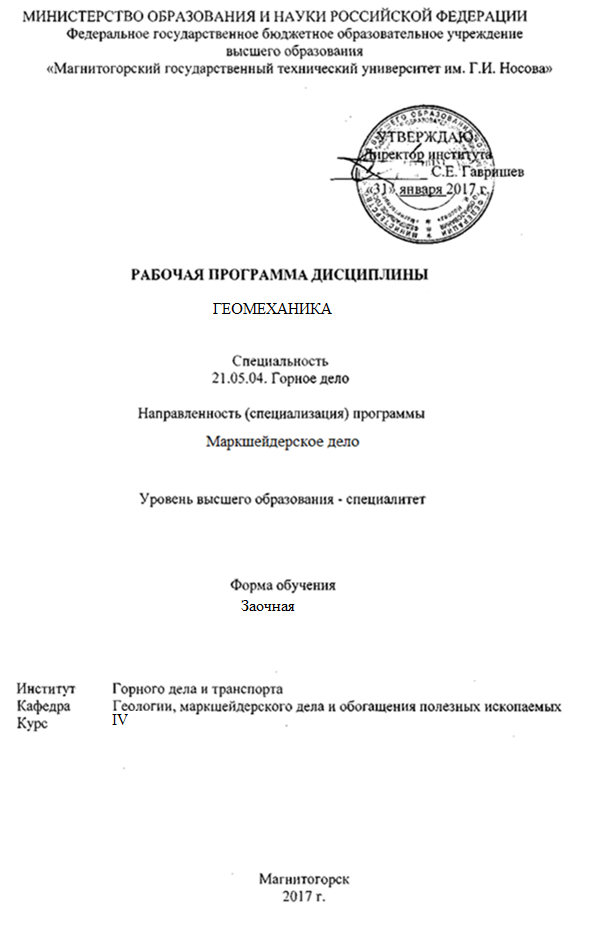 МИНИСТЕРСТВО ОБРАЗОВАНИЯ И НАУКИ РОССИЙСКОЙ ФЕДЕРАЦИИ
Федеральное государственное бюджетное образовательное учреждение
высшего образования
«Магнитогорский государственный технический университет им. Г.И. Носова»
УТВЕРЖДАЮ
Директор института
С.Е. Гавришев
«31» января 2017 г.
РАБОЧАЯ ПРОГРАММА ДИСЦИПЛИНЫ
ГЕОМЕХАНИКА
Специальность
21.05.04. Горное дело
Направленность (специализация) программы
Маркшейдерское дело
Уровень высшего образования - специалитет
Форма обучения
Заочная
Институт Горного дела и транспорта
Кафедра Геологии, маркшейдерского дела и обогащения полезных ископаемых
Курс IV
Магнитогорск
2017 г.